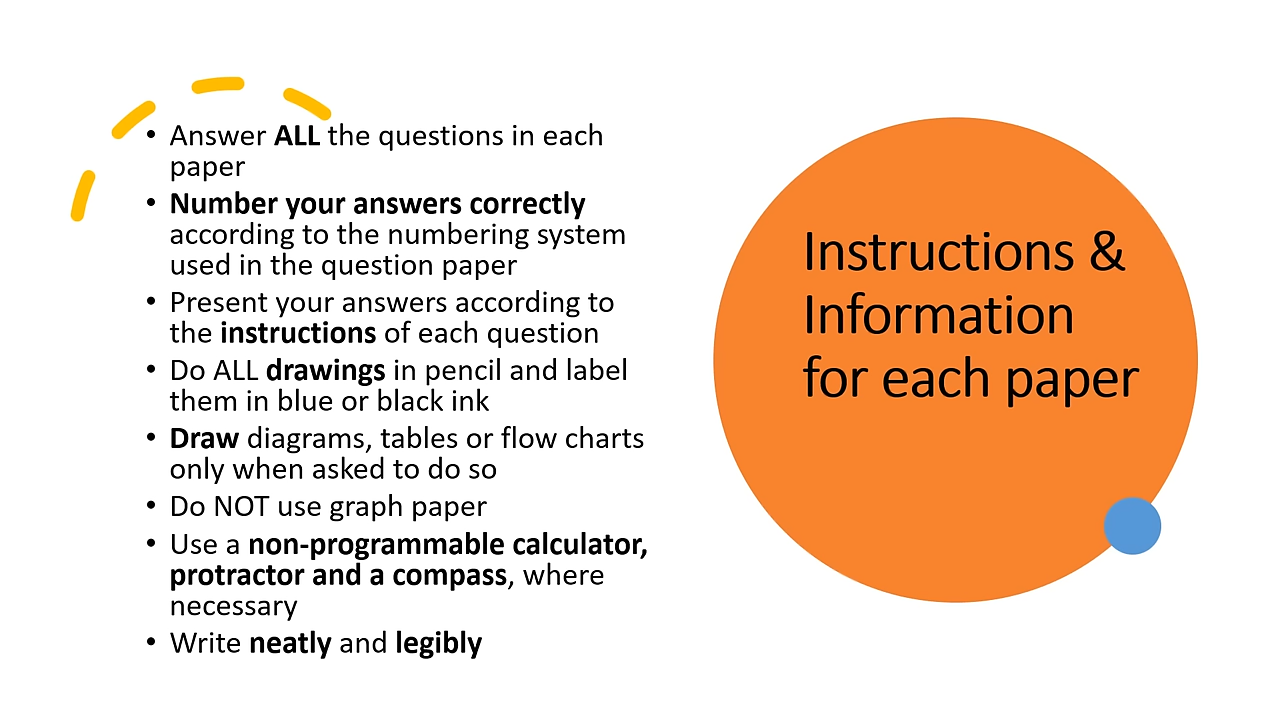 • Answer ALL the questions in each
paper
• Number your answers correctly
according to the numbering system
used in the question paper
• Present your answers according to
the instructions of each question
• Do ALL drawings in pencil and label
them in blue or black ink
• Draw diagrams, tables or flow charts
only when asked to do so
• Do NOT use graph paper
• Use a non-programmable calculator,
protractor and a compass, where
necessary
• Write neatly and legibly
Instructions &
Information
for each paper